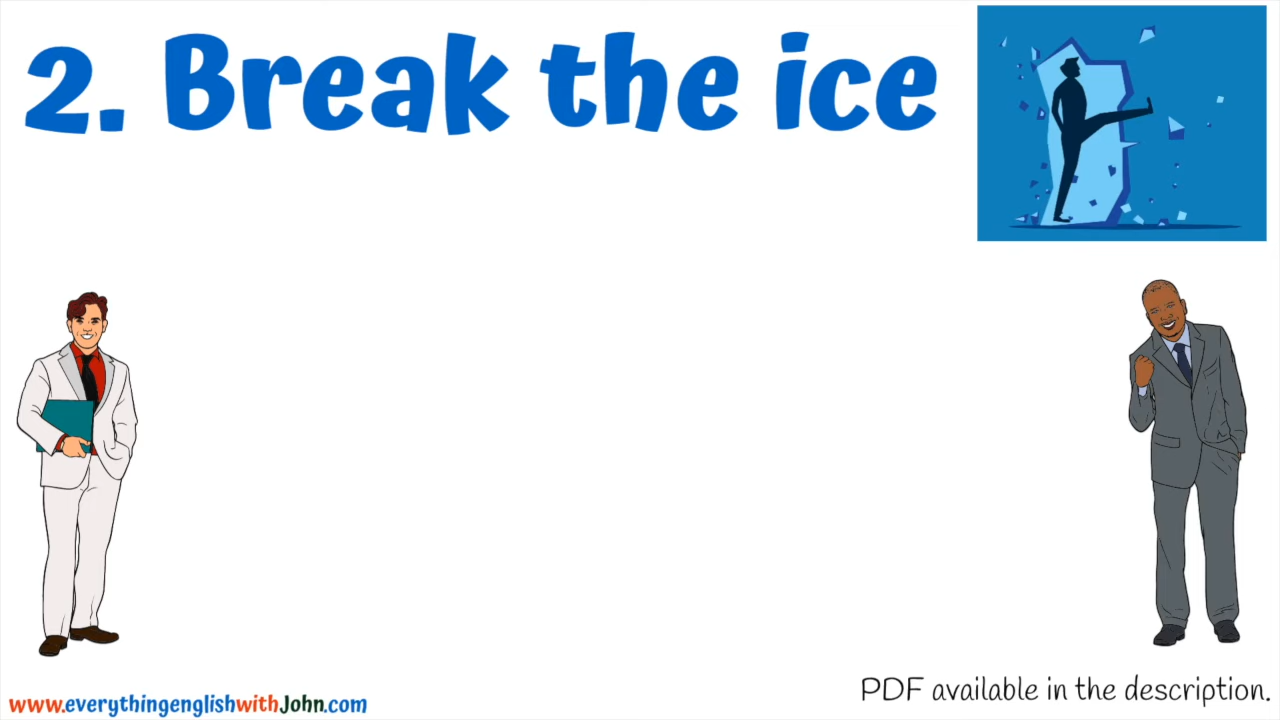 2. Break the ice
www.everythingenglishwithJohn.com
PDF available in the description.